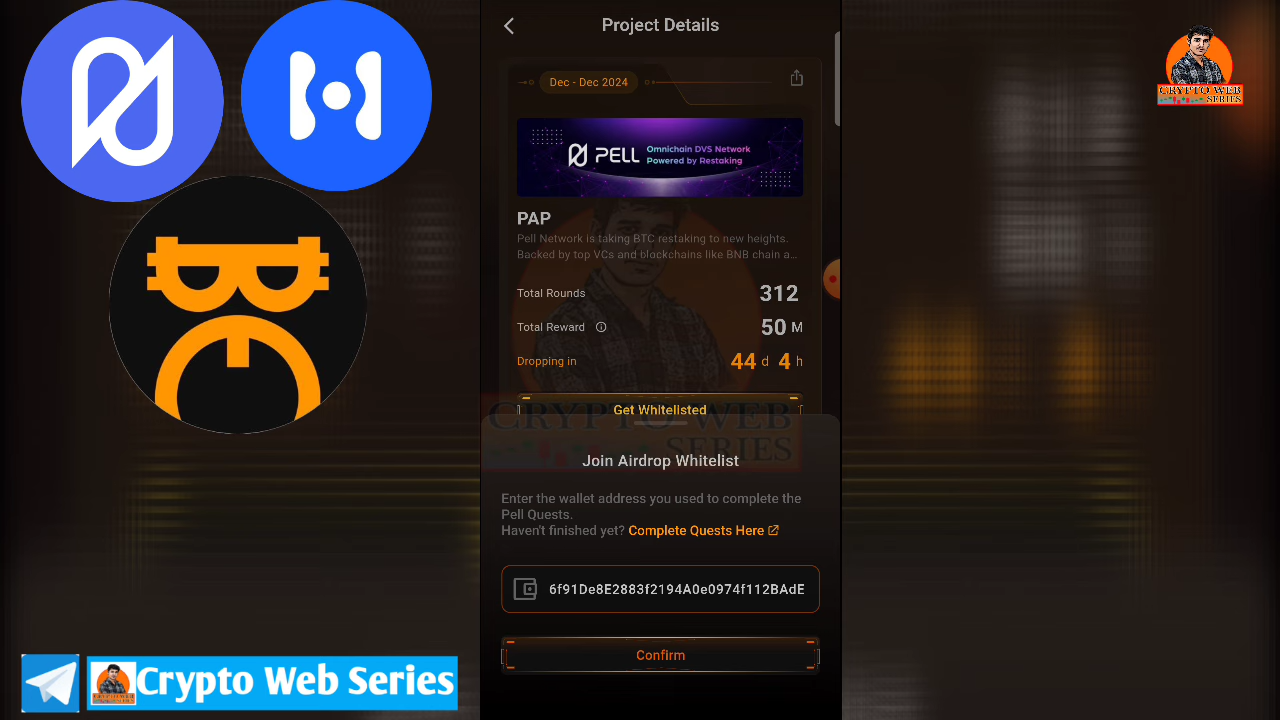 Project Details
CRYPTO WEB
SERIES
Dec - Dec 2024
PELL
Omnichain DVS Network
Powered by Restaking
PAP
Pell Network is taking BTC restaking to new heights.
Backed by top VCs and blockchains like BNB chain a...
Total Rounds 312
Total Reward 50 M
Dropping in 44 d 4 h
Get Whitelisted
CRYPTO WEB
SERIES
Join Airdrop Whitelist
Enter the wallet address you used to complete the
Pell Quests.
Haven't finished yet? Complete Quests Here
6f91De8E2883f2194A0e0974f112BAdE
Confirm
Crypto Web Series